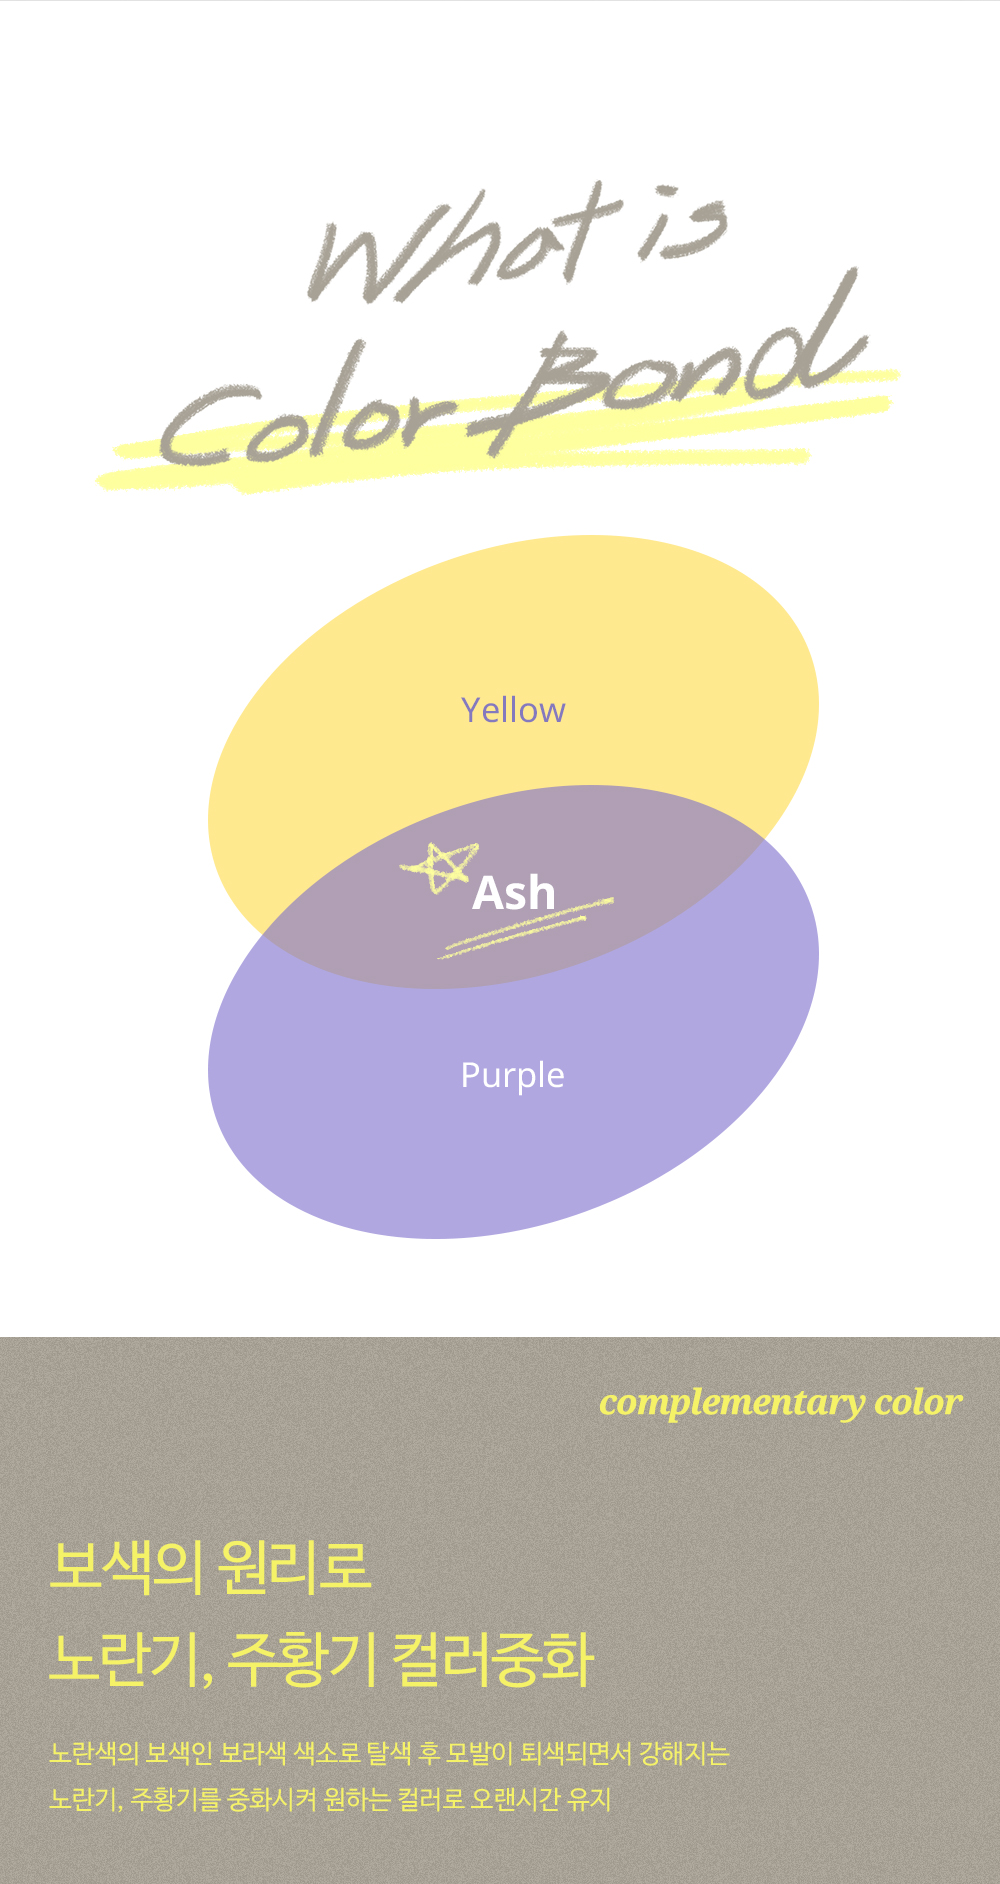 What is
Color Bond
Yellow
Ash
Purple
complementary color
보색의 원리로
노란기, 주황기 컬러중화
노란색의 보색인 보라색 색소로 탈색 후 모발이 퇴색되면서 강해지는
노란기, 주황기를 중화시켜 원하는 컬러로 오랜시간 유지